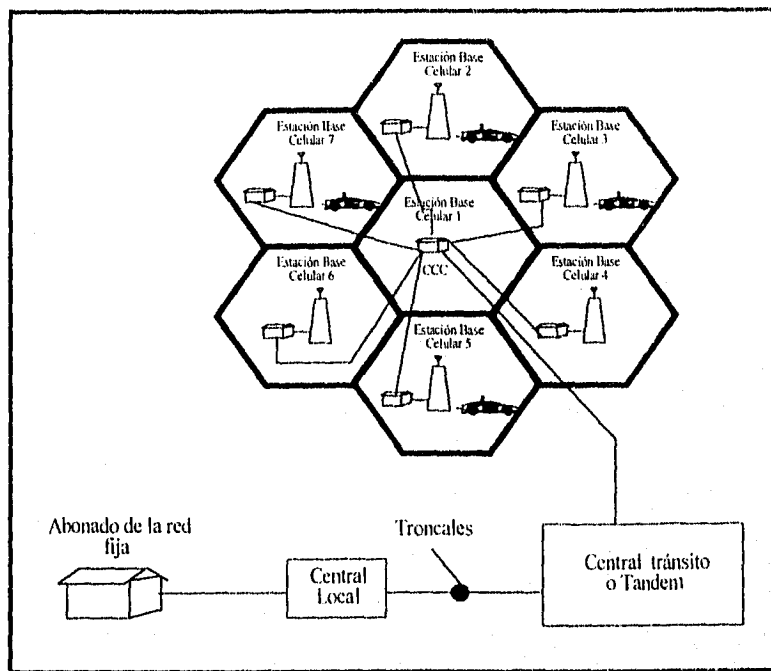 Estación Base
Celular 2
Estación Base
Celular 7
Estación Base
Celular 3
Estación Base
Celular 1
CCC
Estación Base
Celular 6
Estación Base
Celular 4
Estación Base
Celular 5
Abonado de la red
fija
Troncales
Central
Local
Central tránsito
o Tandem